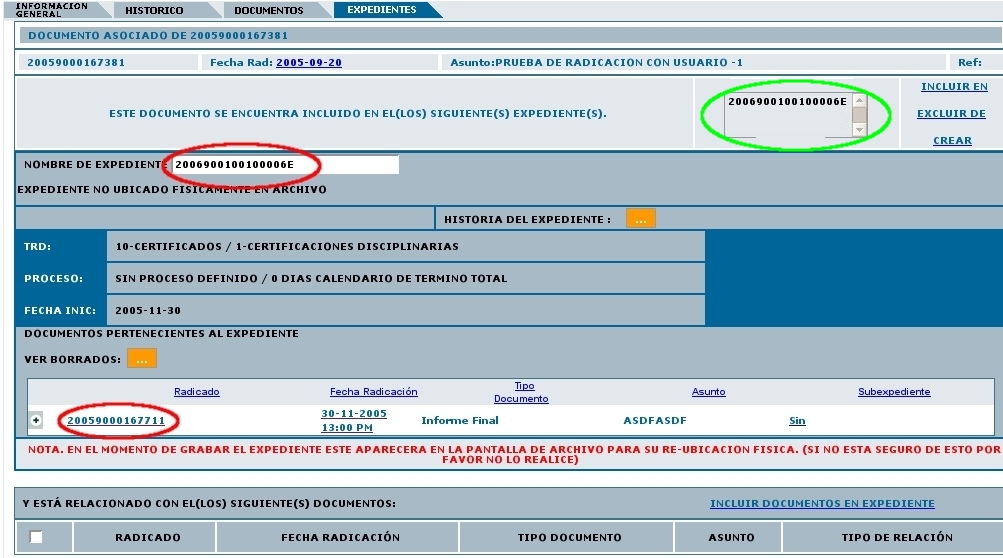 INFORMACION GENERAL HISTORICO DOCUMENTOS EXPEDIENTES
DOCUMENTO ASOCIADO DE 20059000167381
20059000167381 Fecha Rad: 2005-09-20 Asunto:PRUEBA DE RADICACION CON USUARIO -1 Ref:
ESTE DOCUMENTO SE ENCUENTRA INCLUIDO EN EL(LOS) SIGUIENTE(S) EXPEDIENTE(S).
2006900100100006E
INCLUIR EN
EXCLUIR DE
CREAR
NOMBRE DE EXPEDIENTE 2006900100100006E
EXPEDIENTE NO UBICADO FISICAMENTE EN ARCHIVO
HISTORIA DEL EXPEDIENTE : ...
TRD: 10-CERTIFICADOS / 1-CERTIFICACIONES DISCIPLINARIAS
PROCESO: SIN PROCESO DEFINIDO / 0 DIAS CALENDARIO DE TERMINO TOTAL
FECHA INIC: 2005-11-30
DOCUMENTOS PERTENECIENTES AL EXPEDIENTE
VER BORRADOS: ...
Radicado Fecha Radicación Tipo Documento Asunto Subexpediente
20059000167711 30-11-2005 13:00 PM Informe Final ASDFASDF Sin
NOTA. EN EL MOMENTO DE GRABAR EL EXPEDIENTE ESTE APARECERA EN LA PANTALLA DE ARCHIVO PARA SU RE-UBICACION FISICA. (SI NO ESTA SEGURO DE ESTO POR
FAVOR NO LO REALICE)
Y ESTÁ RELACIONADO CON EL(LOS) SIGUIENTE(S) DOCUMENTOS: INCLUIR DOCUMENTOS EN EXPEDIENTE
RADICADO FECHA RADICACIÓN TIPO DOCUMENTO ASUNTO TIPO DE RELACIÓN